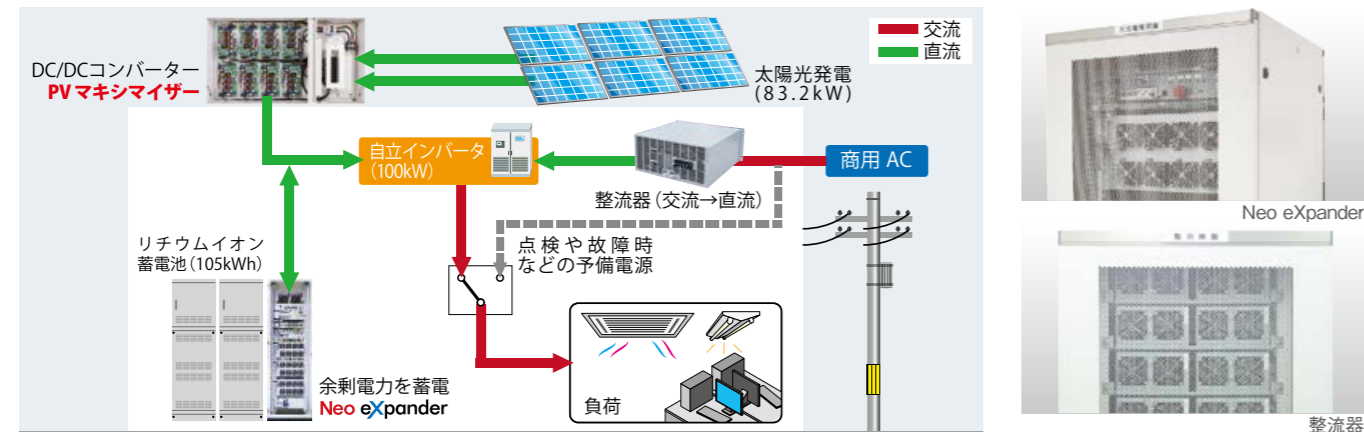 交流
直流
DC/DCコンバーター
PVマキシマイザー
太陽光発電
(83.2kW)
自立インバータ
(100kW)
商用 AC
整流器(交流→直流)
点検や故障時
などの予備電源
リチウムイオン
蓄電池(105kWh)
余剰電力を蓄電
Neo eXpander
負荷
Neo eXpander
整流器